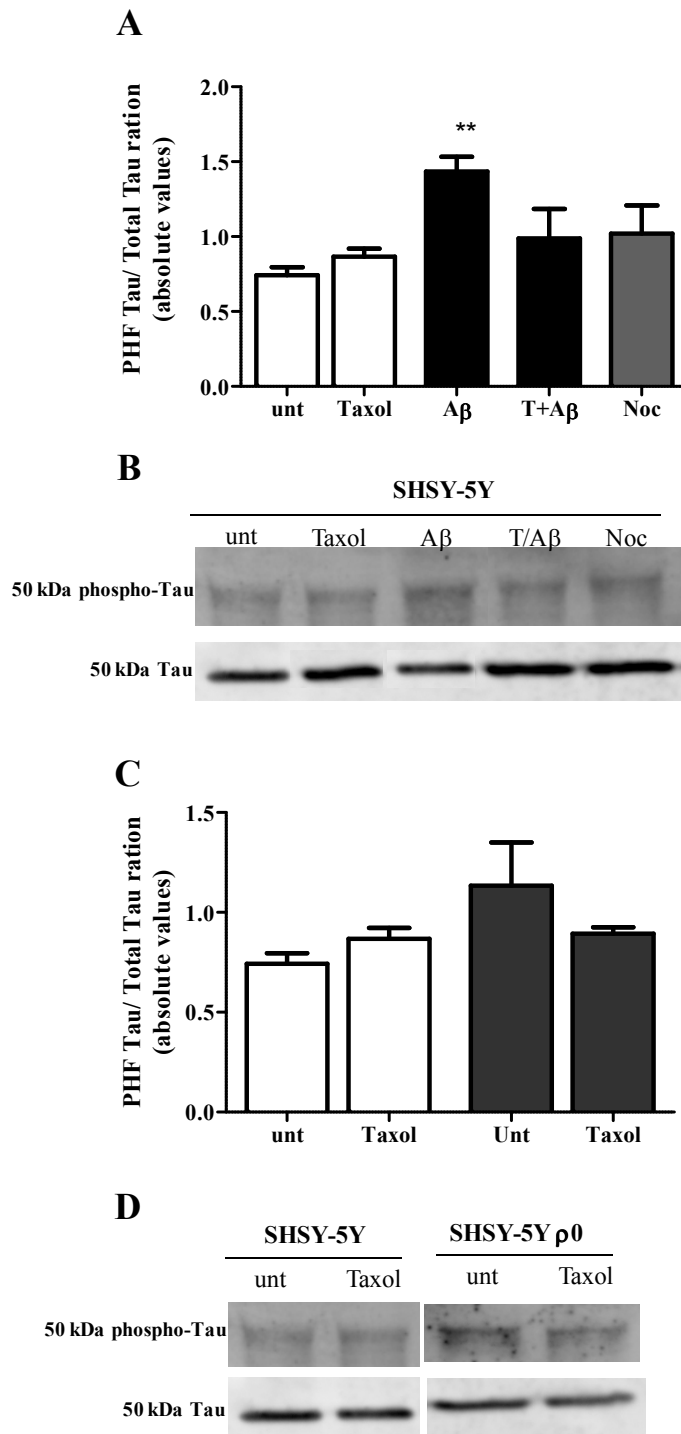 A
PHF Tau/ Total Tau ration
(absolute values)
2.0
1.5
1.0
0.5
0.0
**
unt Taxol Aβ T+Aβ Noc
B
SHSY-5Y
unt Taxol Aβ T/Aβ Noc
50 kDa phospho-Tau
50 kDa Tau
C
PHF Tau/ Total Tau ration
(absolute values)
1.5
1.0
0.5
0.0
unt Taxol Unt Taxol
D
SHSY-5Y SHSY-5Y ρ0
unt Taxol unt Taxol
50 kDa phospho-Tau
50 kDa Tau